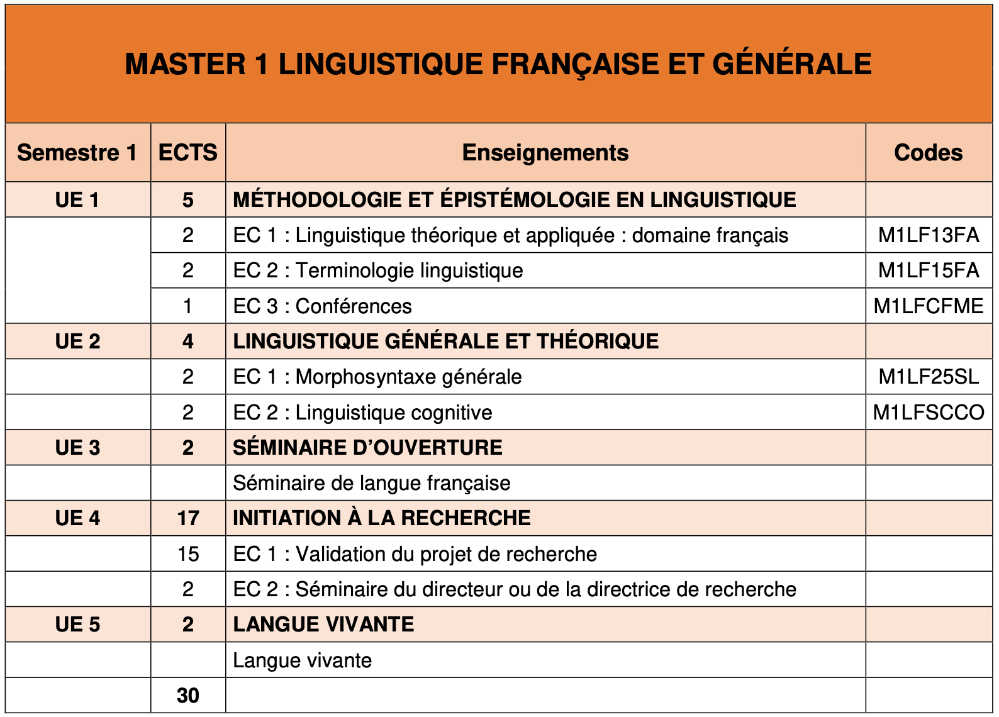 MASTER 1 LINGUISTIQUE FRANÇAISE ET GÉNÉRALE
Semestre 1 ECTS Enseignements Codes
UE 1 5 MÉTHODOLOGIE ET ÉPISTÉMOLOGIE EN LINGUISTIQUE
2 EC 1 : Linguistique théorique et appliquée : domaine français M1LF13FA
2 EC 2 : Terminologie linguistique M1LF15FA
1 EC 3 : Conférences M1LFCFME
UE 2 4 LINGUISTIQUE GÉNÉRALE ET THÉORIQUE
2 EC 1 : Morphosyntaxe générale M1LF25SL
2 EC 2 : Linguistique cognitive M1LFSCCO
UE 3 2 SÉMINAIRE D’OUVERTURE
Séminaire de langue française
UE 4 17 INITIATION À LA RECHERCHE
15 EC 1 : Validation du projet de recherche
2 EC 2 : Séminaire du directeur ou de la directrice de recherche
UE 5 2 LANGUE VIVANTE
Langue vivante
30